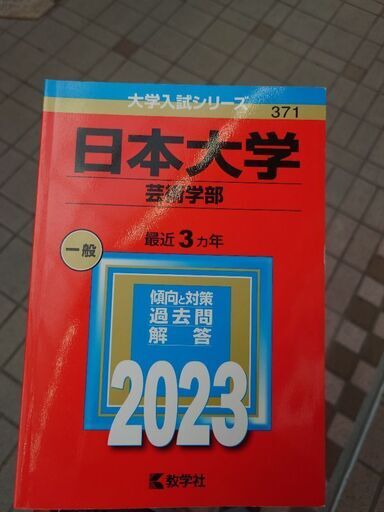 大学入試シリーズ
371
日本大学
芸術学部
最近3ヵ年
一般
傾向と対策
過去問
解答
2023
教学社